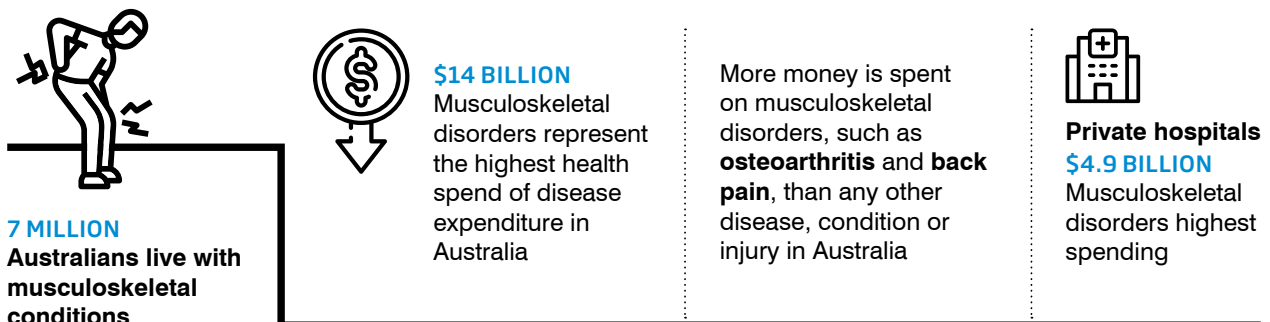 7 MILLION
Australians live with
musculoskeletal
conditions
$14 BILLION
Musculoskeletal
disorders represent
the highest health
spend of disease
expenditure in
Australia
More money is spent
on musculoskeletal
disorders, such as
osteoarthritis and back
pain, than any other
disease, condition or
injury in Australia
Private hospitals
$4.9 BILLION
Musculoskeletal
disorders highest
spending